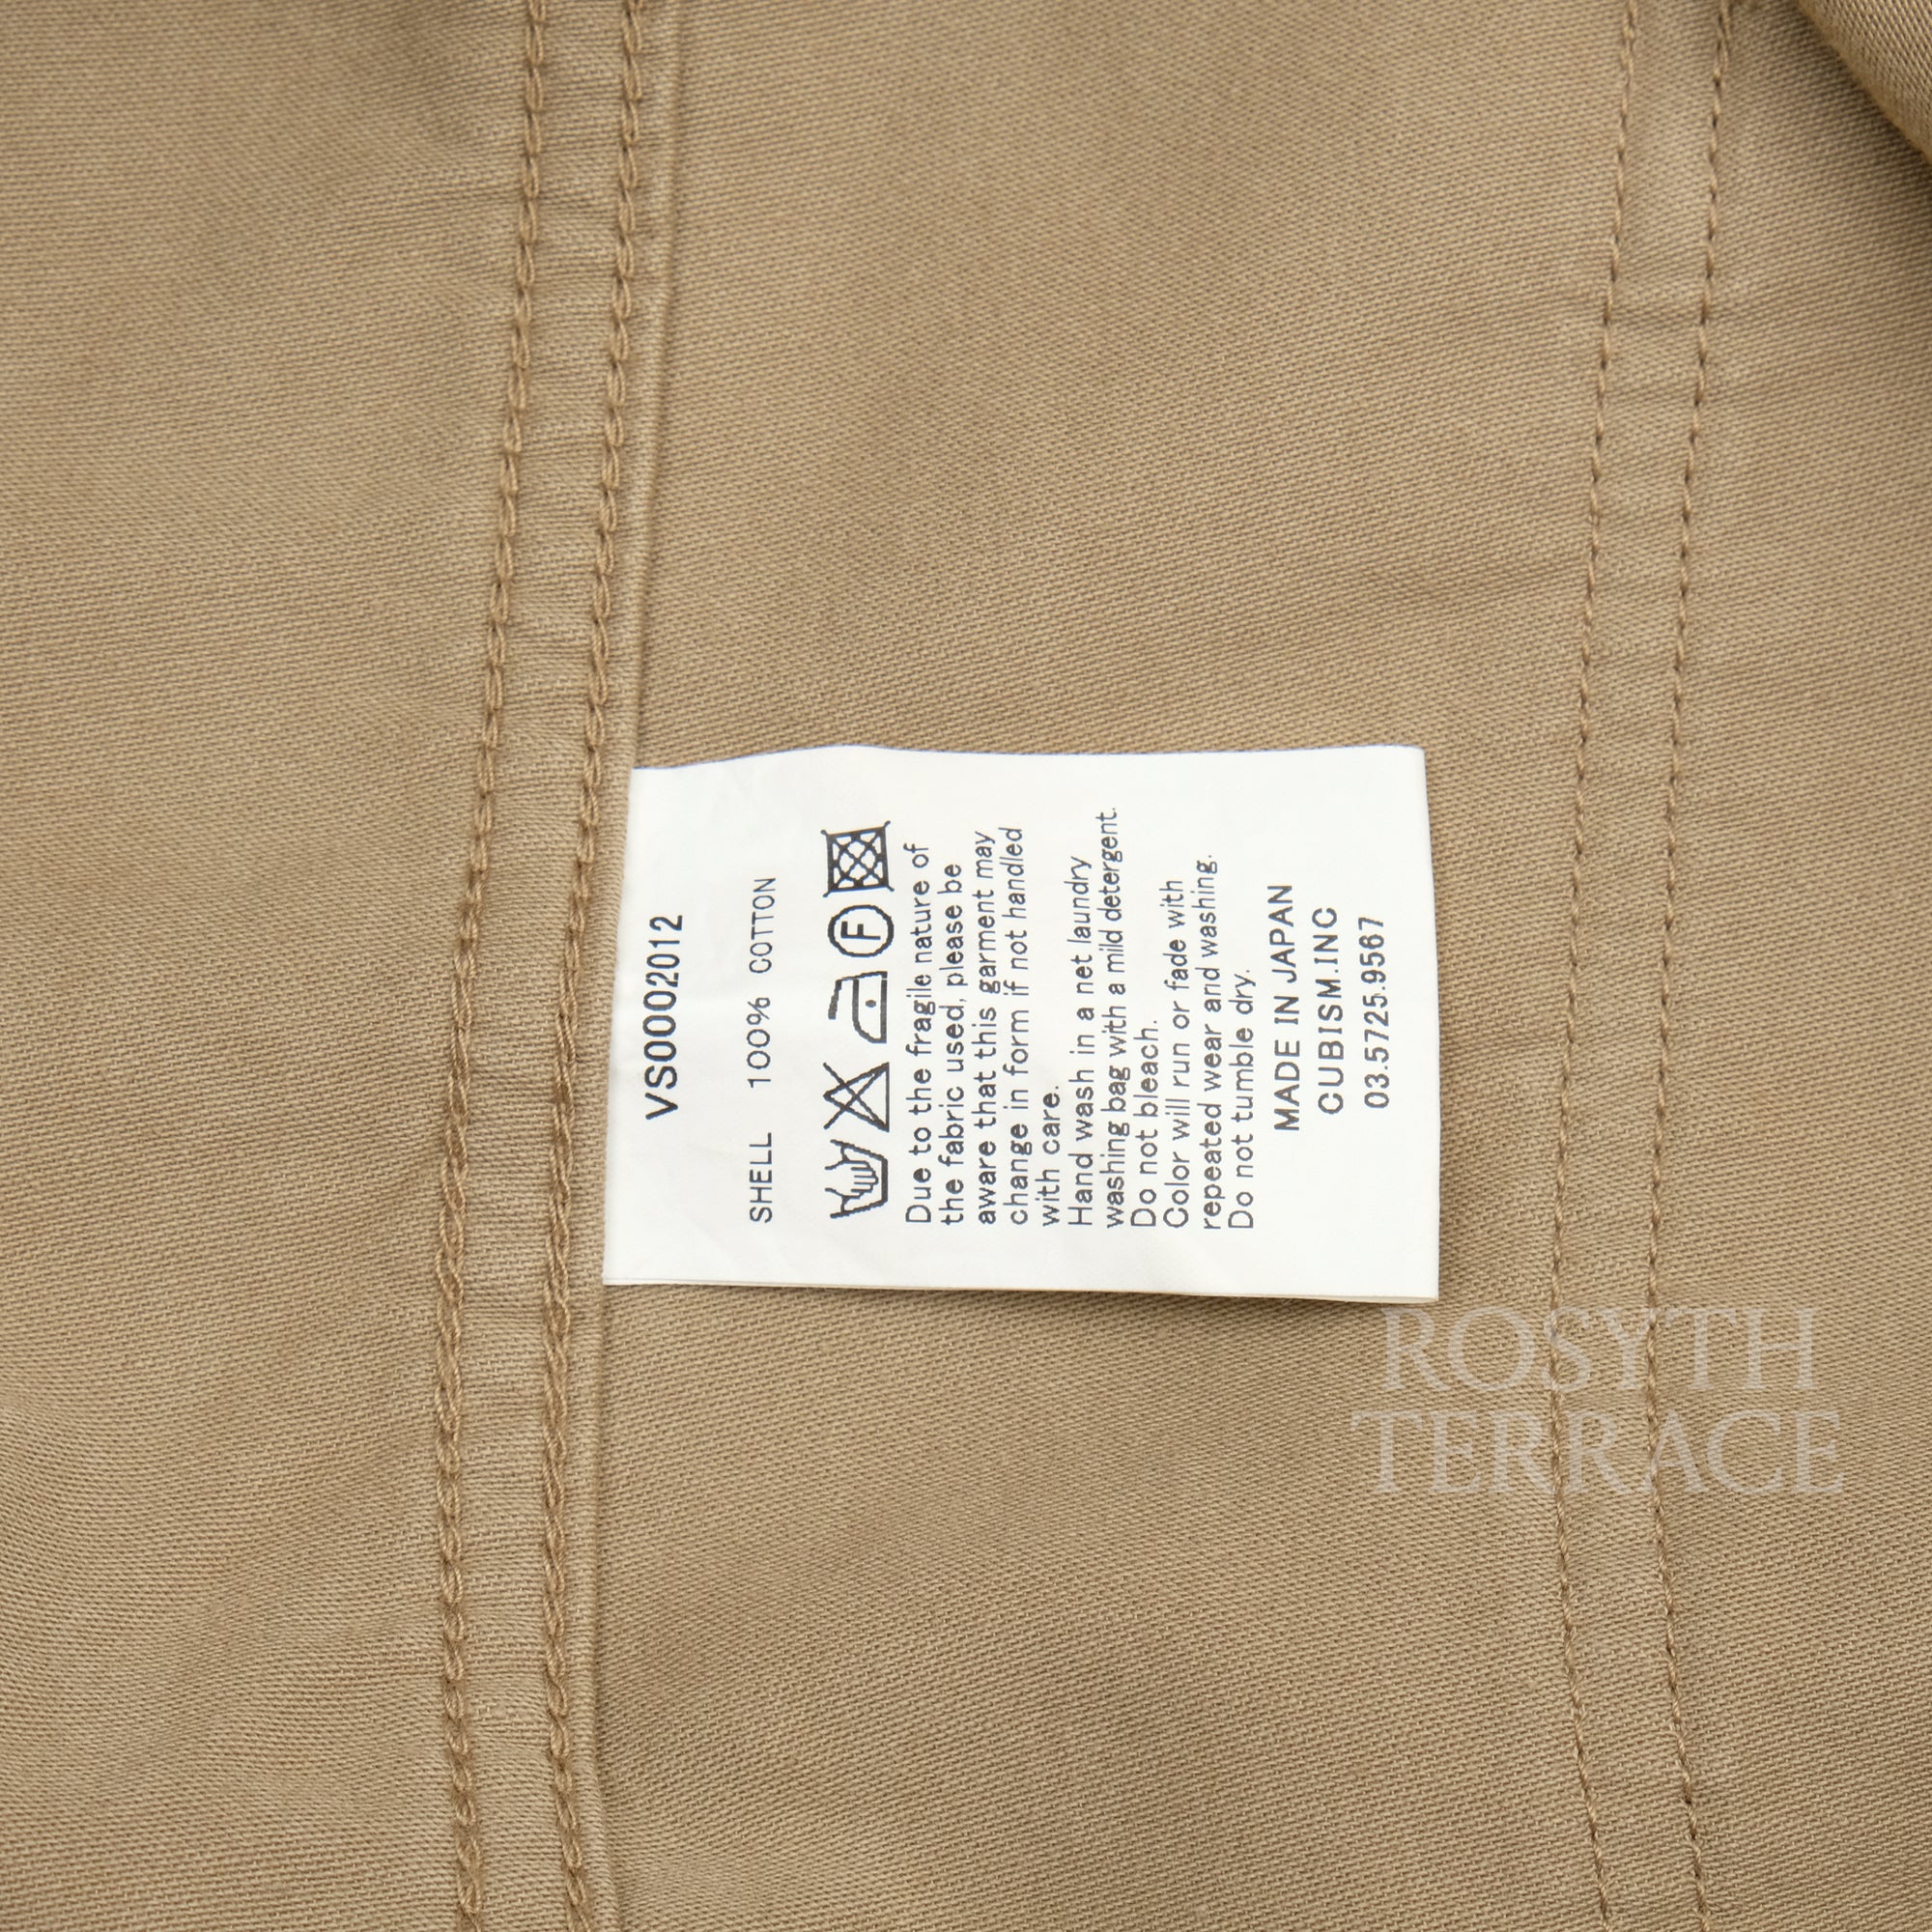 VS0002012
SHELL 100% COTTON
F
Due to the fragile nature of
the fabric used, please be
aware that this garment may
change in form if not handled
with care.
Hand wash in a net laundry
washing bag with a mild detergent.
Do not bleach.
Color will run or fade with
repeated wear and washing.
Do not tumble dry.
MADE IN JAPAN
CUBISM.INC
03.5725.9567
ROSYTH
TERRACE